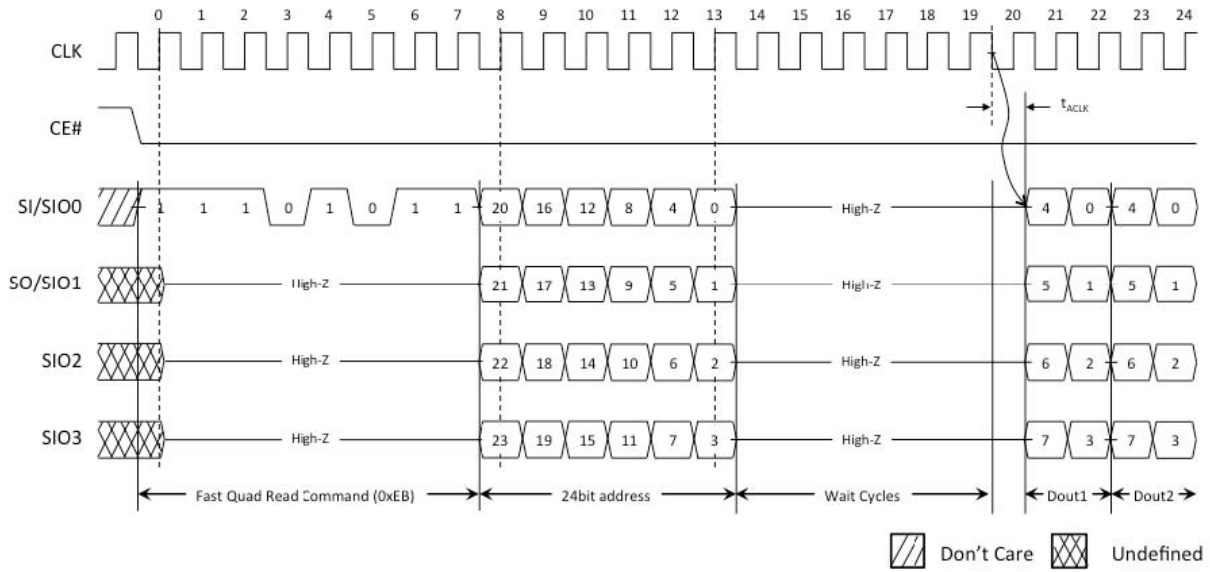 0 1 1 3 4 5 6 7 8 9 10 11 12 13 14 15 16 17 18 19 20 21 22 23 24
CLK
t_ACLK
CE#
SI/SIO0 1 1 1 0 1 0 1 1 20 16 12 8 4 0 High-Z 4 0 4 0
SO/SIO1 High-Z 21 17 13 9 5 1 High-Z 5 1 5 1
SIO2 High-Z 22 18 14 10 6 2 High-Z 6 2 6 2
SIO3 High-Z 23 19 15 11 7 3 High-Z 7 3 7 3
Fast Quad Read Command (0xEB) 24bit address Wait Cycles Dout1 Dout2
Don't Care Undefined